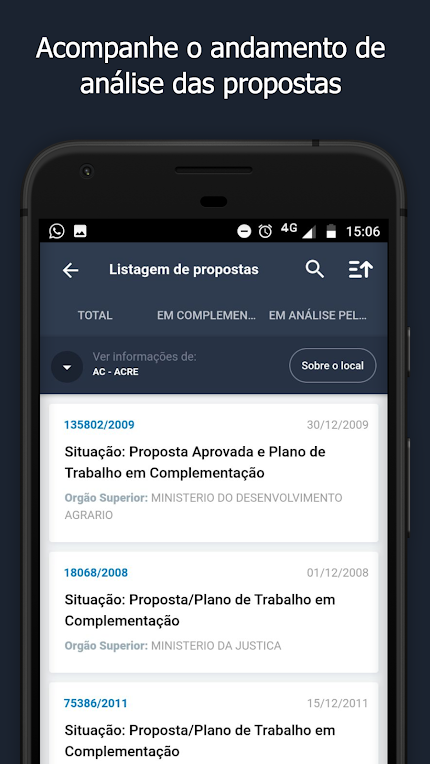 Acompanhe o andamento de
análise das propostas
4G 15:06
Listagem de propostas
TOTAL EM COMPLEMEN... EM ANÁLISE PEL...
Ver informações de:
AC - ACRE
Sobre o local
135802/2009 30/12/2009
Situação: Proposta Aprovada e Plano de
Trabalho em Complementação
Orgão Superior: MINISTERIO DO DESENVOLVIMENTO
AGRARIO
18068/2008 01/12/2008
Situação: Proposta/Plano de Trabalho em
Complementação
Orgão Superior: MINISTERIO DA JUSTICA
75386/2011 15/12/2011
Situação: Proposta/Plano de Trabalho em
Complementação